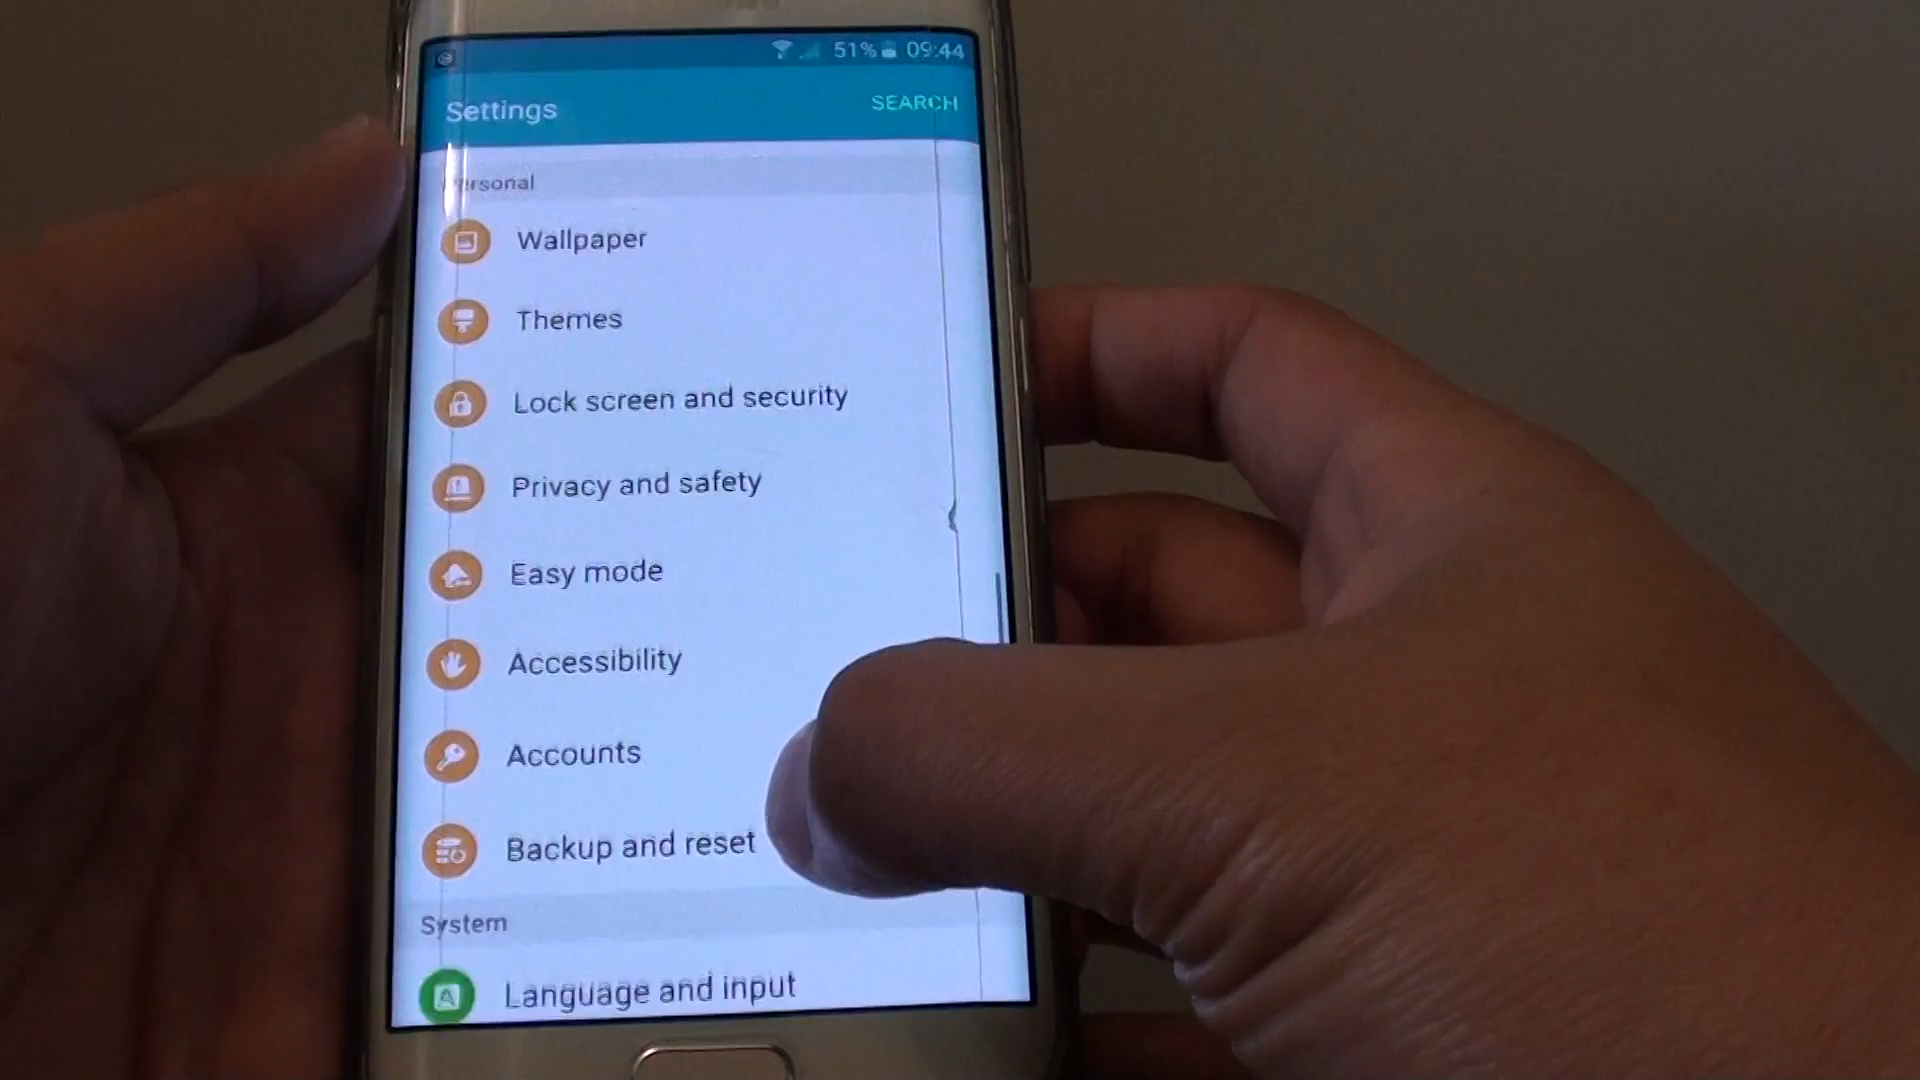 51% 09:44
Settings SEARCH
Personal
Wallpaper
Themes
Lock screen and security
Privacy and safety
Easy mode
Accessibility
Accounts
Backup and reset
System
A Language and input